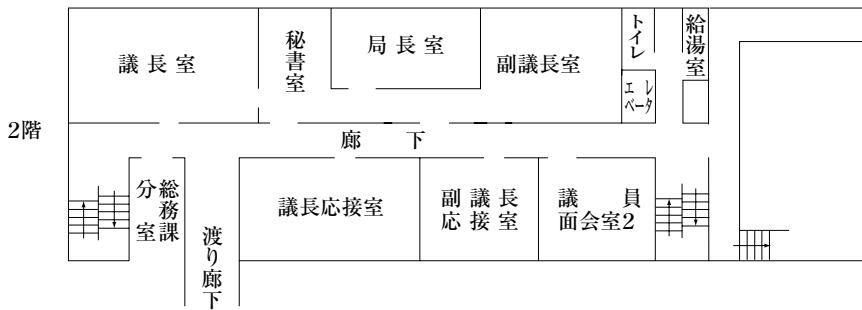 2階
議長室
秘書室
局長室
副議長室
トイレ
エレ
ベータ
給湯室
廊下
総務課
分室
渡り廊下
議長応接室
副議長
応接室
議員
面会室2